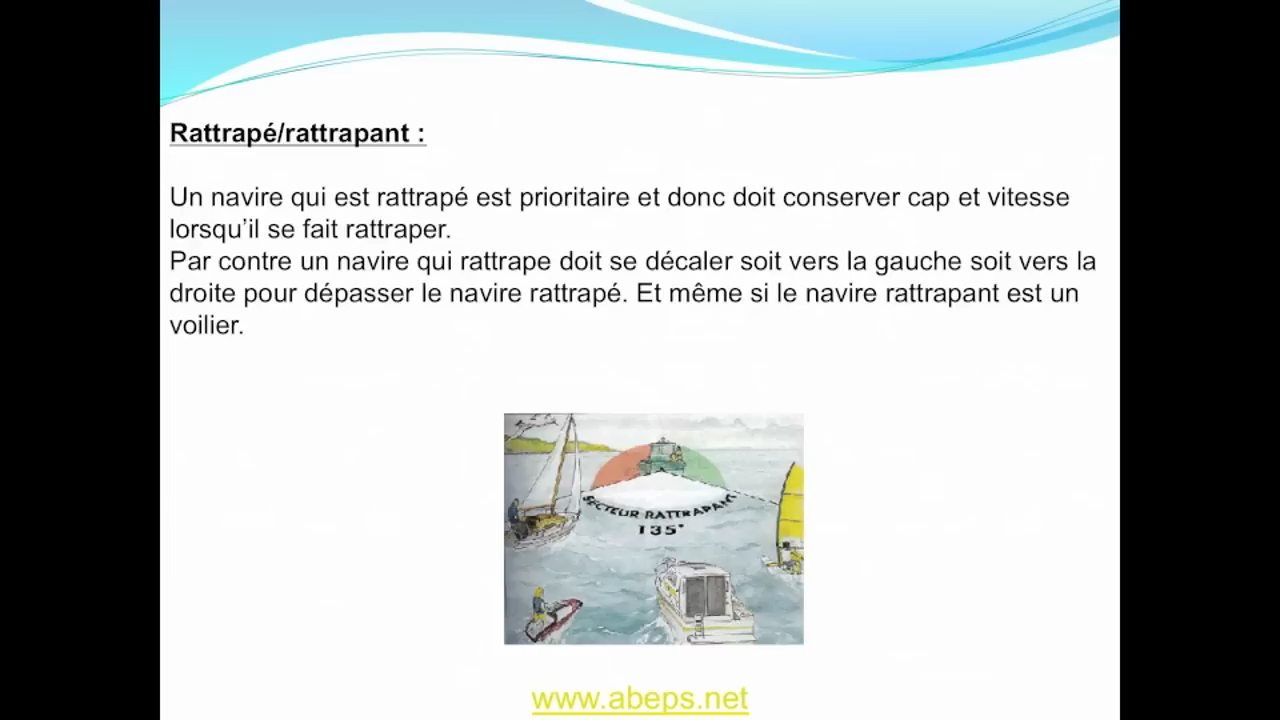 Rattrapé/rattrapant :
Un navire qui est rattrapé est prioritaire et donc doit conserver cap et vitesse
lorsqu’il se fait rattraper.
Par contre un navire qui rattrape doit se décaler soit vers la gauche soit vers la
droite pour dépasser le navire rattrapé. Et même si le navire rattrapant est un
voilier.
SECTEUR RATTRAPANT
135°
www.abeps.net